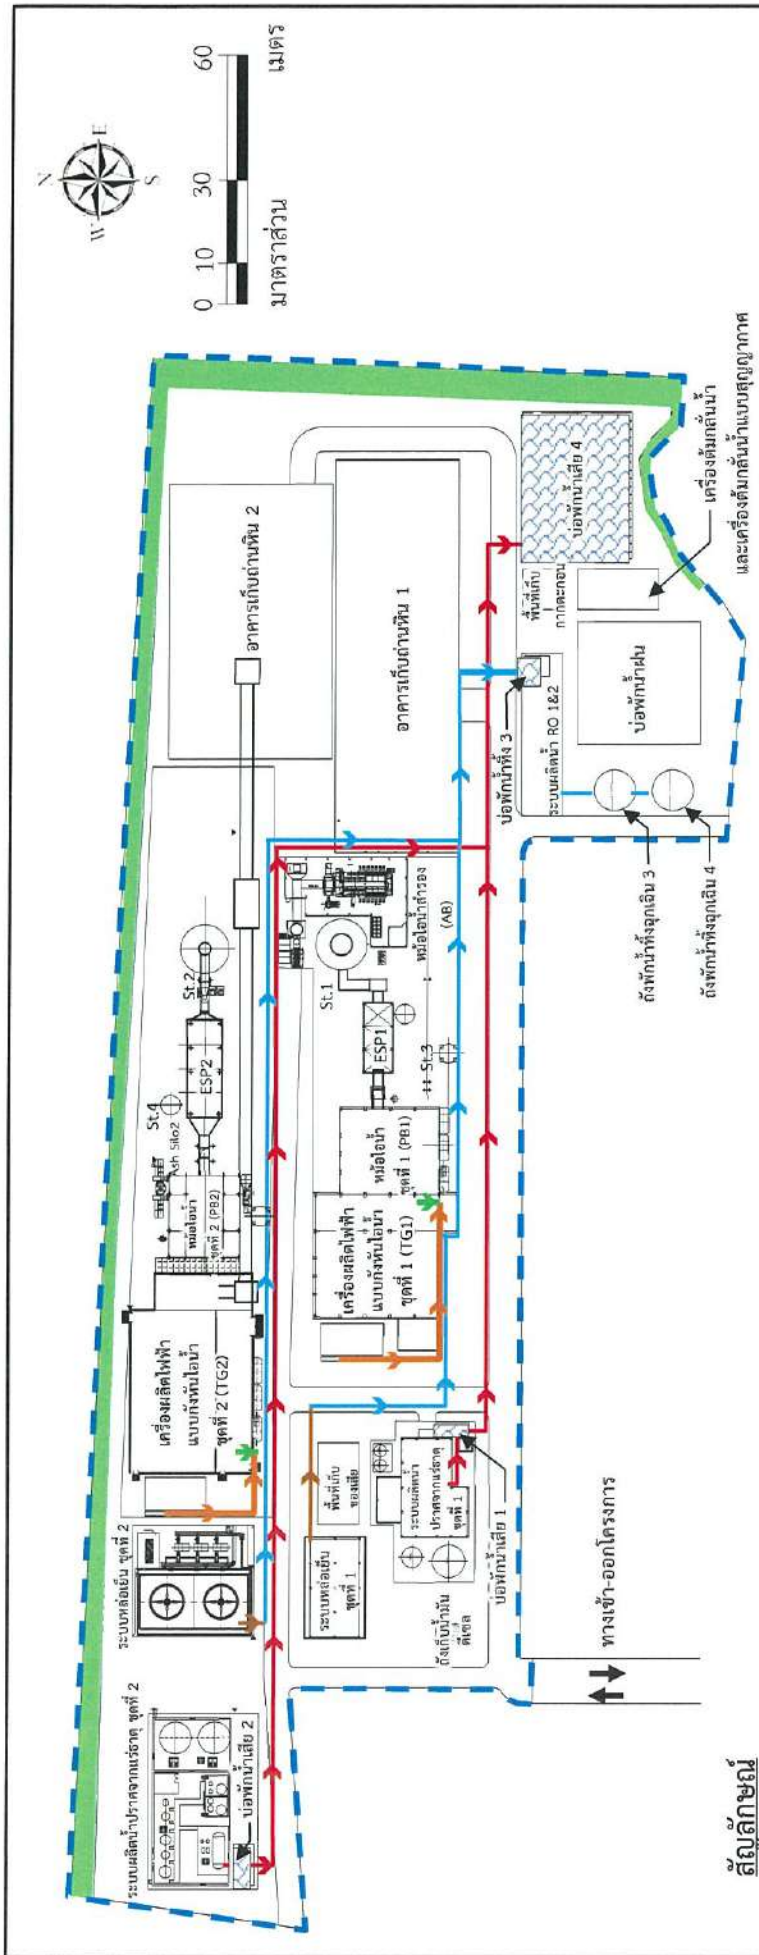 N
E
S
W
0 10 30 60
มาตราส่วน เมตร
อาคารเก็บถ่านหิน 2
อาคารเก็บถ่านหิน 1
St.4
Ash Silo2
ESP2
St.2
หม้อไอน้ำ
ชุดที่ 2 (PB2)
เครื่องผลิตไฟฟ้า
แบบกังหันไอน้ำ
ชุดที่ 2 (TG2)
ระบบหล่อเย็น ชุดที่ 2
ระบบผลิตน้ำปราศจากแร่ธาตุ ชุดที่ 2
บ่อพักน้ำเสีย 2
St.1
ESP1
St.3
หม้อไอน้ำสำรอง
(AB)
หม้อไอน้ำ
ชุดที่ 1 (PB1)
เครื่องผลิตไฟฟ้า
แบบกังหันไอน้ำ
ชุดที่ 1 (TG1)
พื้นที่เก็บ
ของเสีย
ระบบหล่อเย็น
ชุดที่ 1
ระบบผลิตน้ำ
ปราศจากแร่ธาตุ
ชุดที่ 1
ถังเก็บน้ำมัน
ดีเซล
บ่อพักน้ำเสีย 1
บ่อพักน้ำเสีย 4
พื้นที่เก็บ
กากตะกอน
บ่อพักน้ำทิ้ง 3
ระบบผลิตน้ำ RO 1&2
บ่อพักน้ำฝน
เครื่องต้มกลั่นน้ำ
และเครื่องต้มกลั่นน้ำแบบสุญญากาศ
ถังพักน้ำทิ้งฉุกเฉิน 3
ถังพักน้ำทิ้งฉุกเฉิน 4
ทางเข้า-ออกโครงการ
สัญลักษณ์